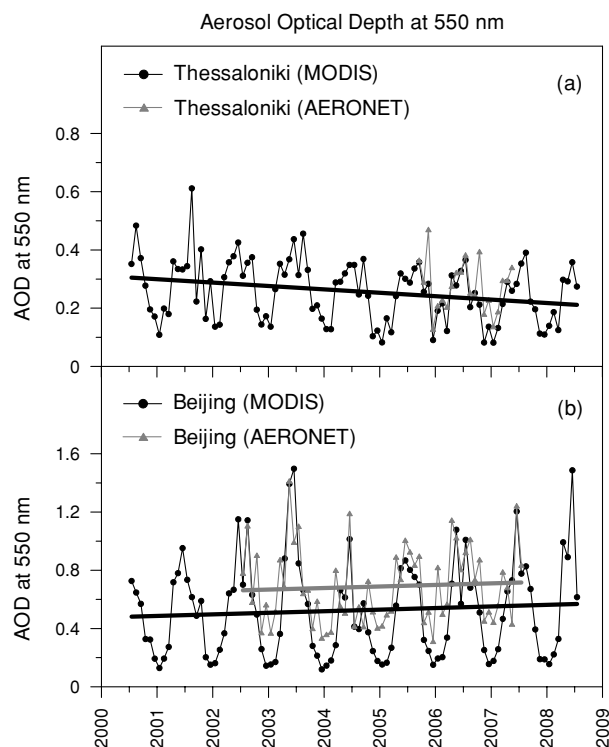 Aerosol Optical Depth at 550 nm
Thessaloniki (MODIS)
(a)
Thessaloniki (AERONET)
0.8
0.6
0.4
0.2
0
AOD at 550 nm
Beijing (MODIS)
(b)
Beijing (AERONET)
1.6
1.2
0.8
0.4
0
AOD at 550 nm
2000
2001
2002
2003
2004
2005
2006
2007
2008
2009